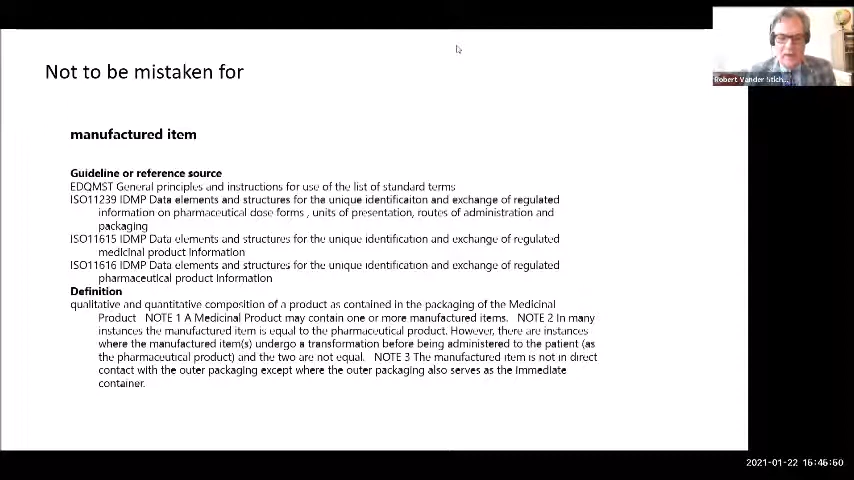 Not to be mistaken for
Robert Vander Stich...
manufactured item
Guideline or reference source
EDQMST General principles and instructions for use of the list of standard terms
ISO11239 IDMP Data elements and structures for the unique identificaiton and exchange of regulated
information on pharmaceutical dose forms , units of presentation, routes of administration and
packaging
ISO11615 IDMP Data elements and structures for the unique identification and exchange of regulated
medicinal product information
ISO11616 IDMP Data elements and structures for the unique identification and exchange of regulated
pharmaceutical product information
Definition
qualitative and quantitative composition of a product as contained in the packaging of the Medicinal
Product NOTE 1 A Medicinal Product may contain one or more manufactured items. NOTE 2 In many
instances the manufactured item is equal to the pharmaceutical product. However, there are instances
where the manufactured item(s) undergo a transformation before being administered to the patient (as
the pharmaceutical product) and the two are not equal. NOTE 3 The manufactured item is not in direct
contact with the outer packaging except where the outer packaging also serves as the immediate
container.
2021-01-22 16:46:50